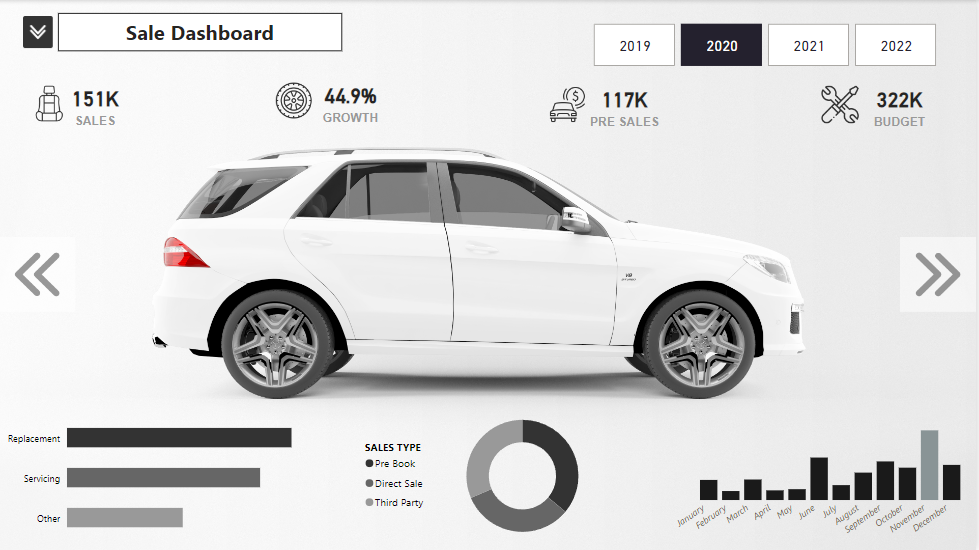 Sale Dashboard
2019
2020
2021
2022
151K
SALES
44.9%
GROWTH
117K
PRE SALES
322K
BUDGET
Replacement
Servicing
Other
SALES TYPE
Pre Book
Direct Sale
Third Party
January
February
March
April
May
June
July
August
September
October
November
December